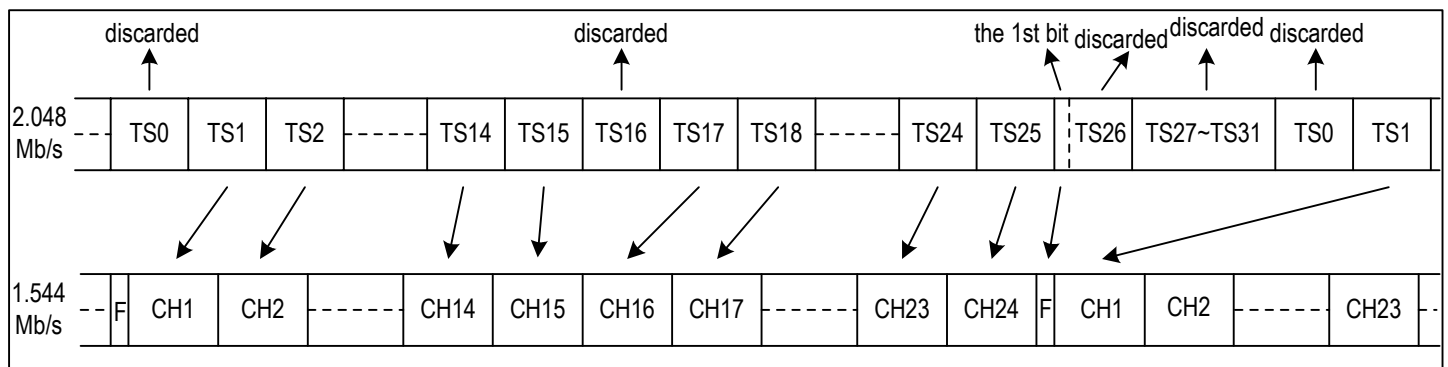 discarded discarded the 1st bit discarded discarded discarded
2.048 Mb/s TS0 TS1 TS2 TS14 TS15 TS16 TS17 TS18 TS24 TS25 TS26 TS27~TS31 TS0 TS1
1.544 Mb/s F CH1 CH2 CH14 CH15 CH16 CH17 CH23 CH24 F CH1 CH2 CH23